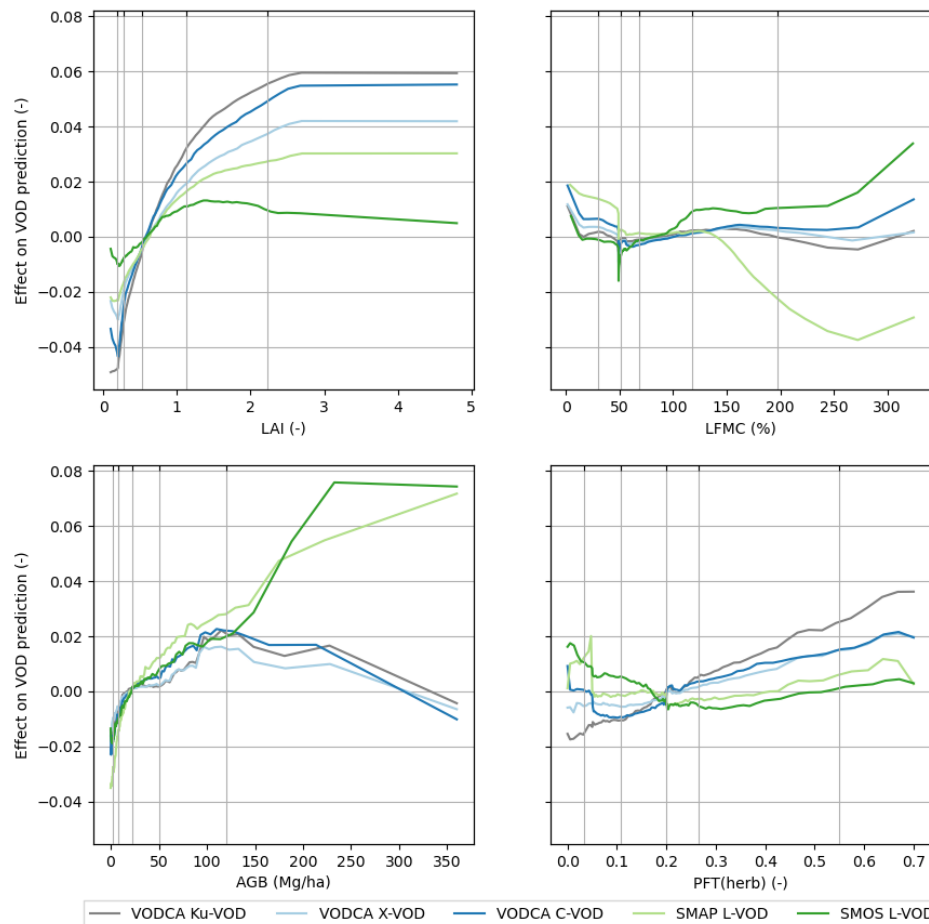 0.08
0.06
0.04
0.02
0.00
−0.02
−0.04
Effect on VOD prediction (-)
0 1 2 3 4 5
LAI (-)
0 50 100 150 200 250 300
LFMC (%)
0.08
0.06
0.04
0.02
0.00
−0.02
−0.04
Effect on VOD prediction (-)
0 50 100 150 200 250 300 350
AGB (Mg/ha)
0.0 0.1 0.2 0.3 0.4 0.5 0.6 0.7
PFT(herb) (-)
VODCA Ku-VOD VODCA X-VOD VODCA C-VOD SMAP L-VOD SMOS L-VOD